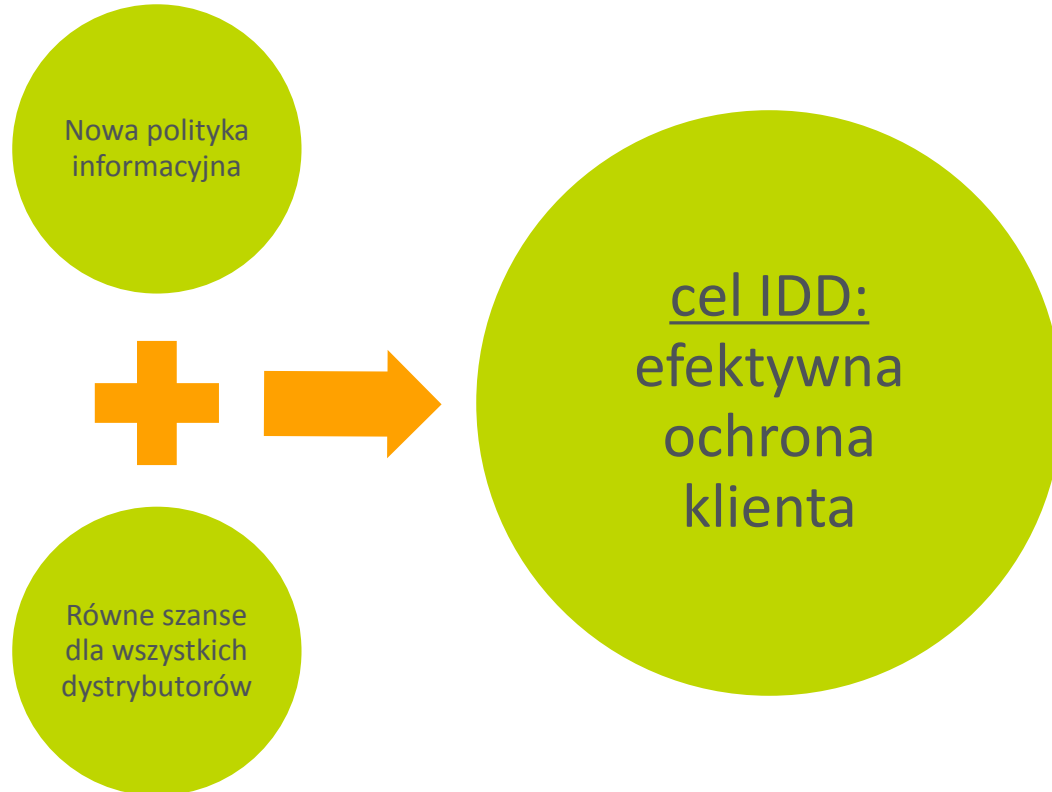 Nowa polityka
informacyjna
Równe szanse
dla wszystkich
dystrybutorów
cel IDD:
efektywna
ochrona
klienta